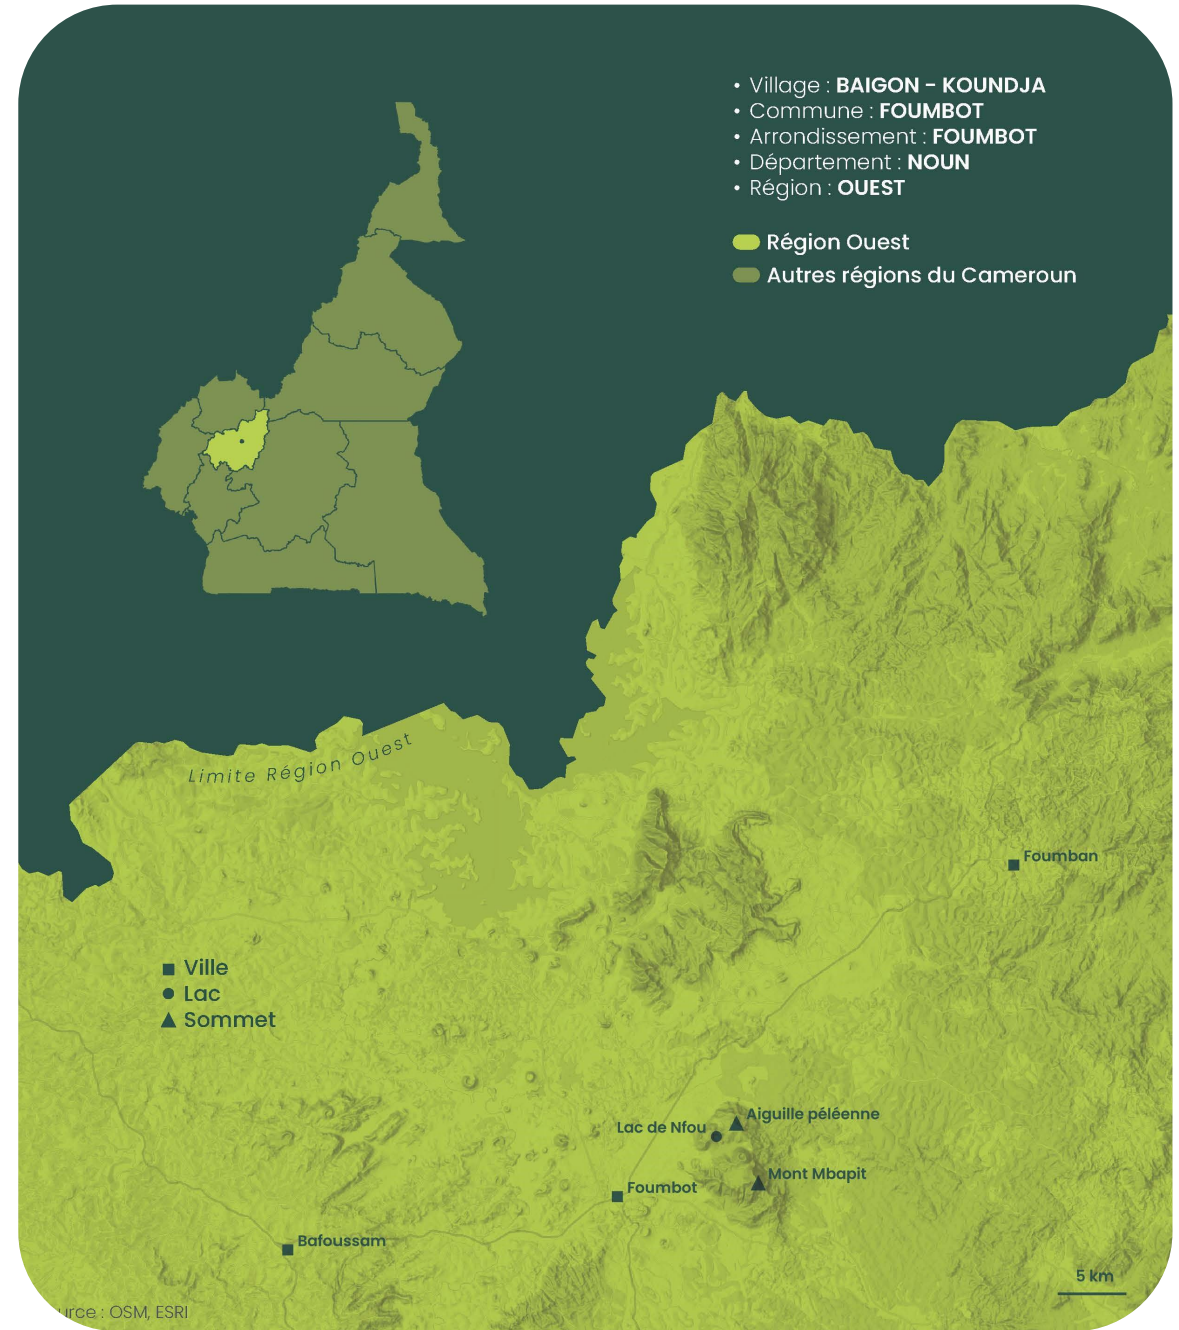 • Village : BAIGON - KOUNDJA
• Commune : FOUMBOT
• Arrondissement : FOUMBOT
• Département : NOUN
• Région : OUEST
Région Ouest
Autres régions du Cameroun
Limite Région Ouest
Foumban
Ville
Lac
Sommet
Aiguille péléenne
Lac de Nfou
Mont Mbapit
Foumbot
Bafoussam
5 km
urce : OSM, ESRI